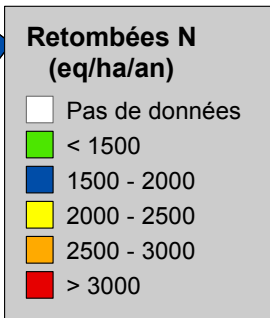 Retombées N
(eq/ha/an)
Pas de données
< 1500
1500 - 2000
2000 - 2500
2500 - 3000
> 3000